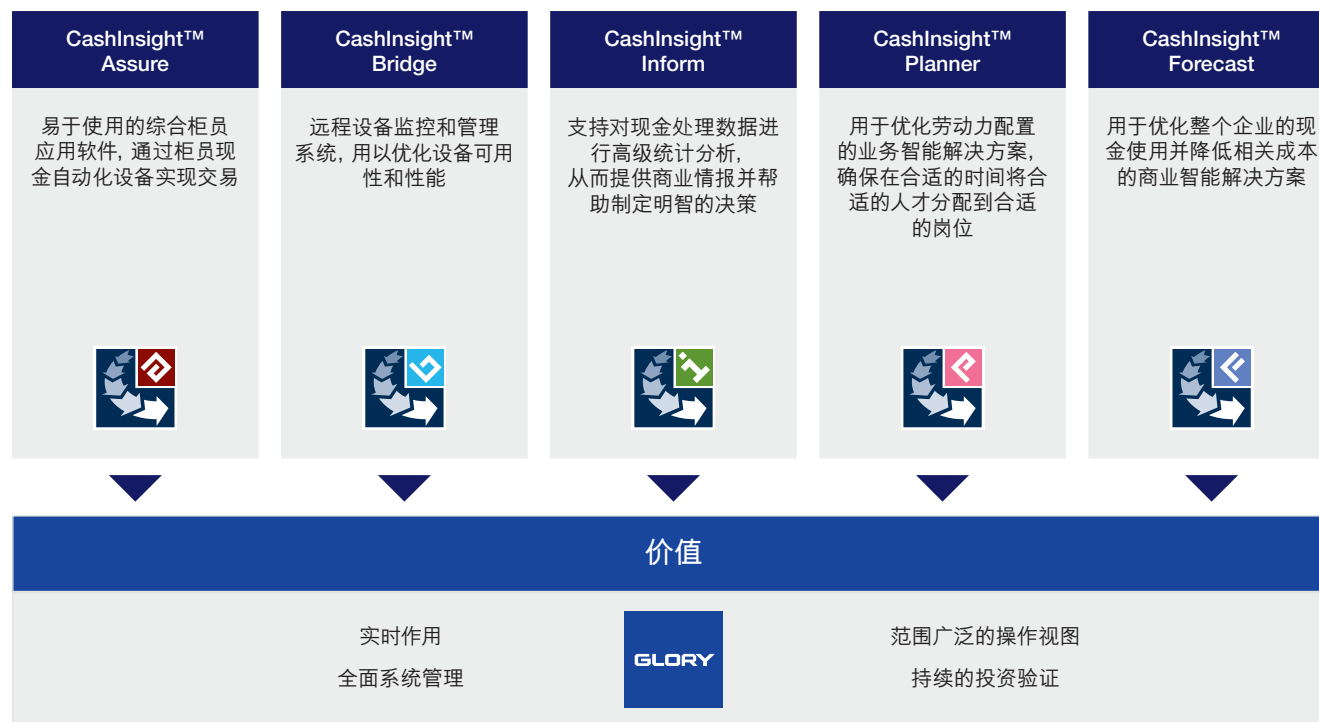 CashInsight™
Assure
易于使用的综合柜员
应用软件, 通过柜员现
金自动化设备实现交易
CashInsight™
Bridge
远程设备监控和管理
系统, 用以优化设备可用
性和性能
CashInsight™
Inform
支持对现金处理数据进
行高级统计分析,
从而提供商业情报并帮
助制定明智的决策
CashInsight™
Planner
用于优化劳动力配置
的业务智能解决方案,
确保在合适的时间将合
适的人才分配到合适
的岗位
CashInsight™
Forecast
用于优化整个企业的现
金使用并降低相关成本
的商业智能解决方案
价值
实时作用
全面系统管理
GLORY
范围广泛的操作视图
持续的投资验证